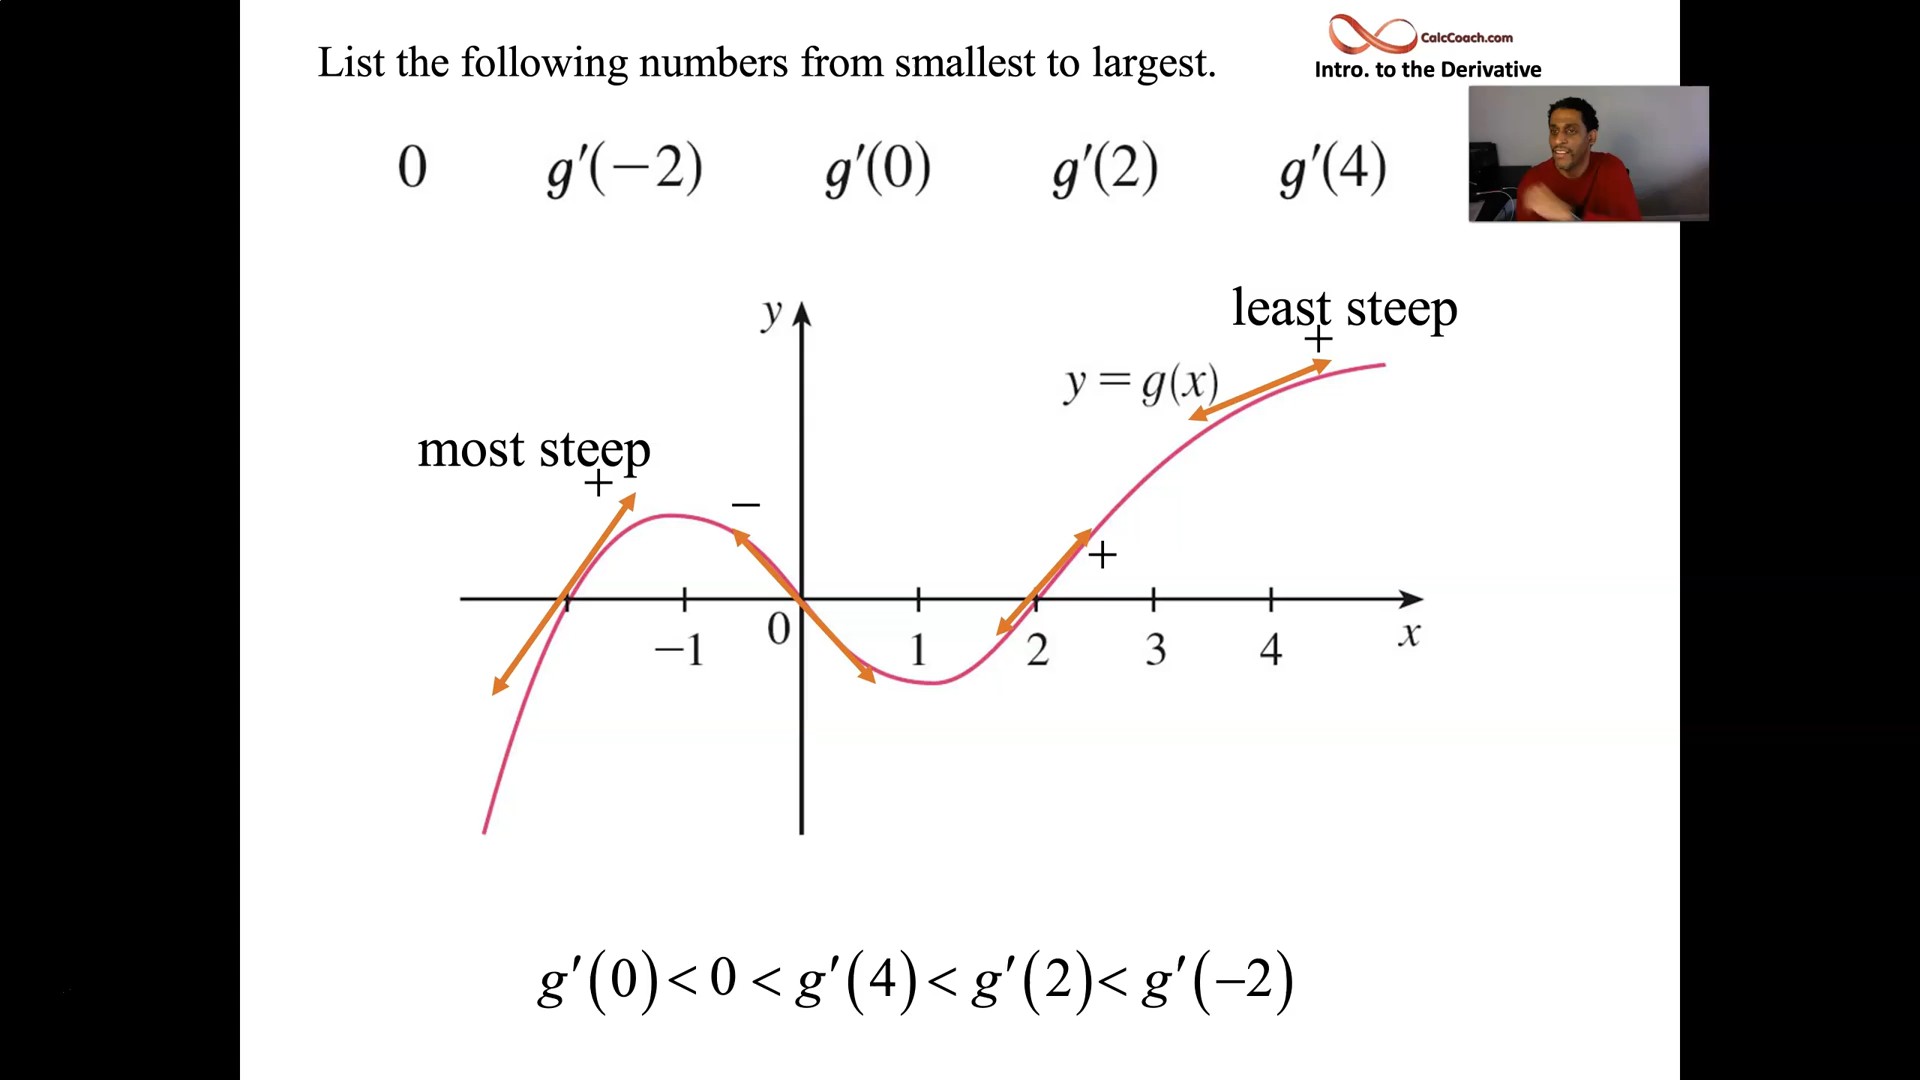 List the following numbers from smallest to largest.
CalcCoach.com
Intro. to the Derivative
0 g′(−2) g′(0) g′(2) g′(4)
least steep
+
y
y = g(x)
most steep
+
−
+
−1 0 1 2 3 4 x
g′(0) < 0 < g′(4) < g′(2) < g′(−2)